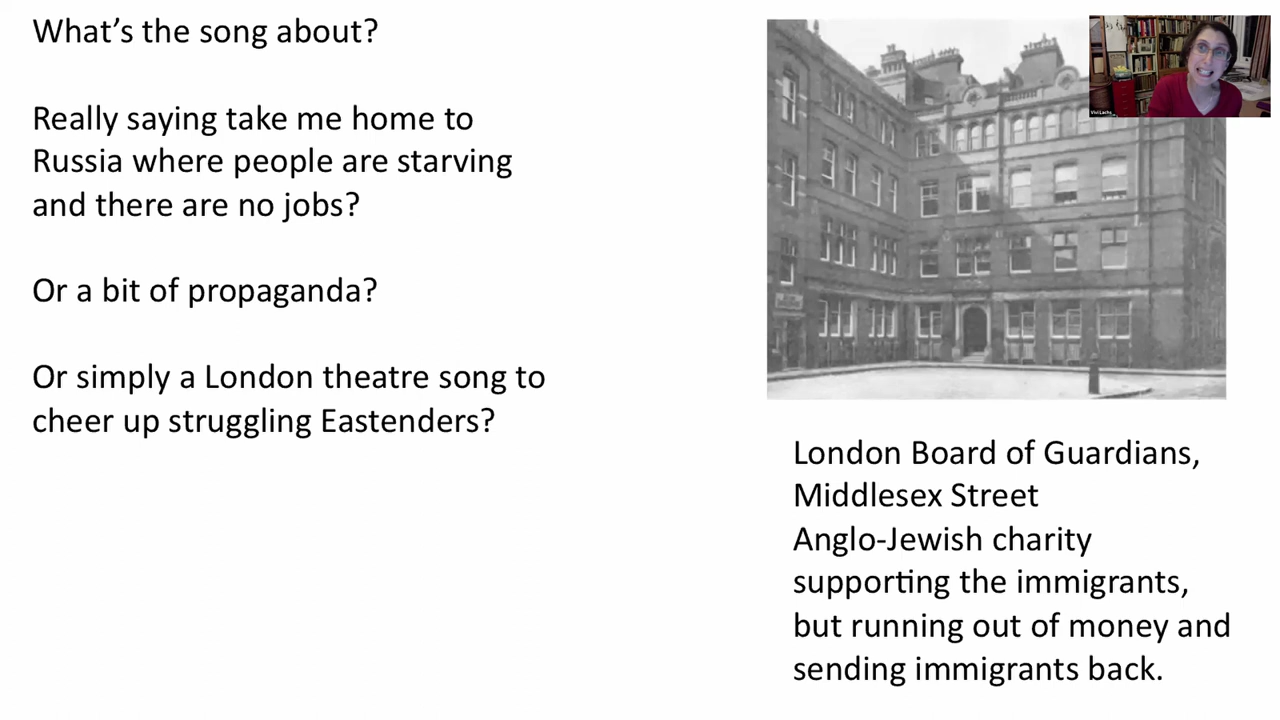 What’s the song about?
Really saying take me home to
Russia where people are starving
and there are no jobs?
Or a bit of propaganda?
Or simply a London theatre song to
cheer up struggling Eastenders?
Vivi Lachs
London Board of Guardians,
Middlesex Street
Anglo-Jewish charity
supporting the immigrants,
but running out of money and
sending immigrants back.